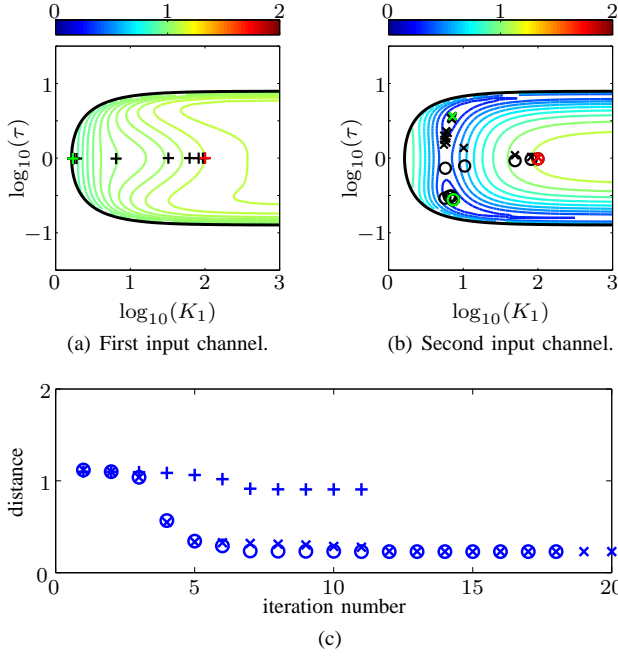 0 1 2
0 1 2
log10(τ)
1
0
−1
0 1 2 3
log10(K1)
(a) First input channel.
log10(τ)
1
0
−1
0 1 2 3
log10(K1)
(b) Second input channel.
distance
2
1
0
0 5 10 15 20
iteration number
(c)